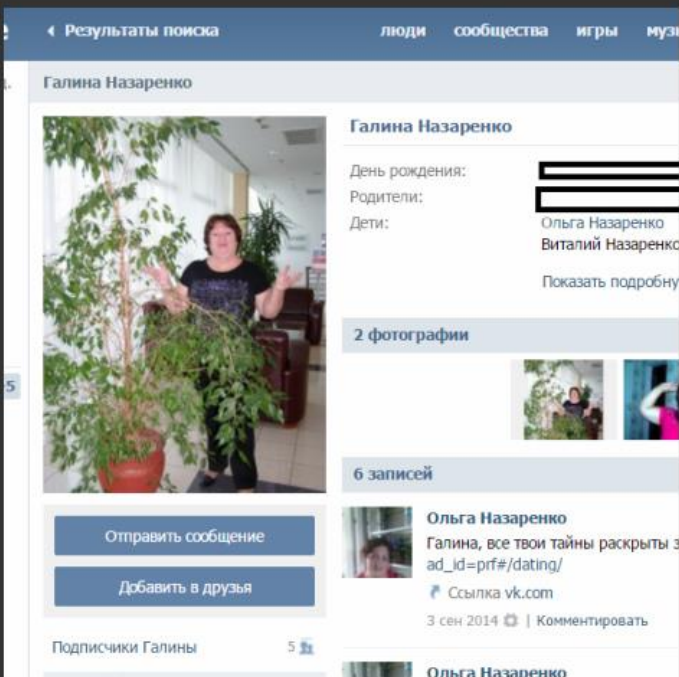 Результаты поиска
люди сообщества игры
Галина Назаренко
Галина Назаренко
День рождения:
Родители:
Дети: Ольга Назаренко
Виталий Назаренко
Показать подробну
2 фотографии
6 записей
Ольга Назаренко
Галина, все твои тайны раскрыты
ad_id=prf#/dating/
Ссылка vk.com
3 сен 2014 | Комментировать
Отправить сообщение
Добавить в друзья
Подписчики Галины 5
Ольга Назаренко